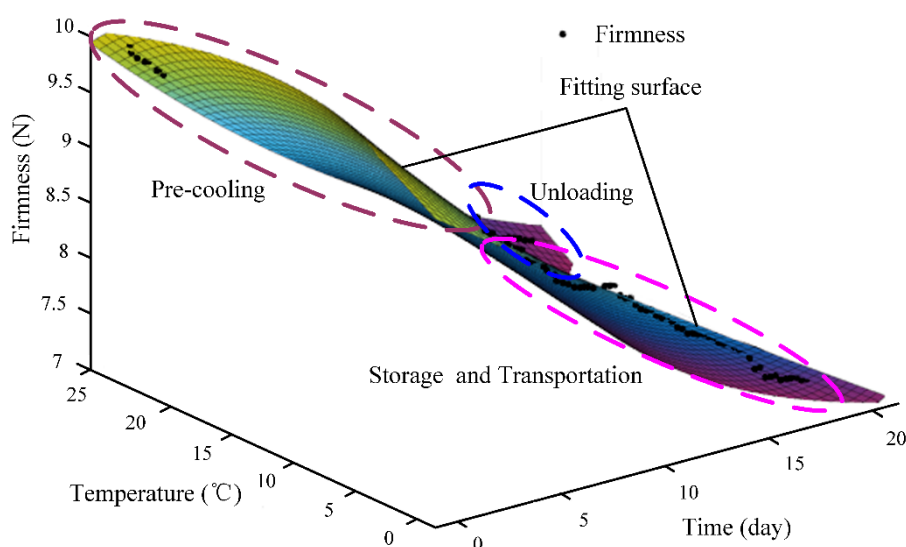 Firmness
Fitting surface
Pre-cooling
Unloading
Storage and Transportation
Firmness (N)
10
9.5
9
8.5
8
7.5
7
Temperature (℃)
25
20
15
10
5
0
Time (day)
0
5
10
15
20